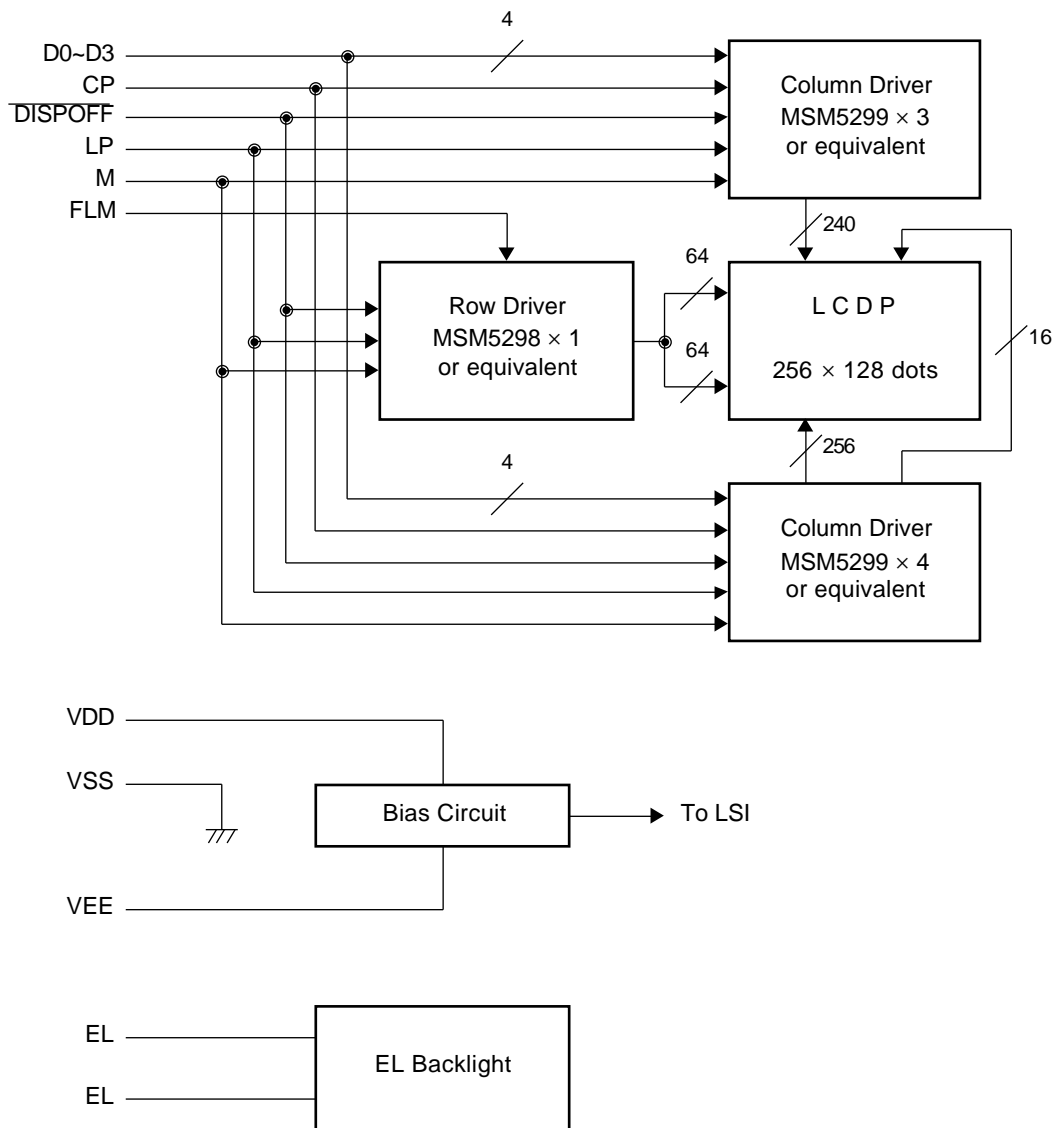 4
D0~D3
CP
DISPOFF
LP
M
FLM
Column Driver
MSM5299 × 3
or equivalent
240
64
64
Row Driver
MSM5298 × 1
or equivalent
L C D P
256 × 128 dots
16
256
4
Column Driver
MSM5299 × 4
or equivalent
VDD
VSS
Bias Circuit
To LSI
VEE
EL
EL Backlight
EL